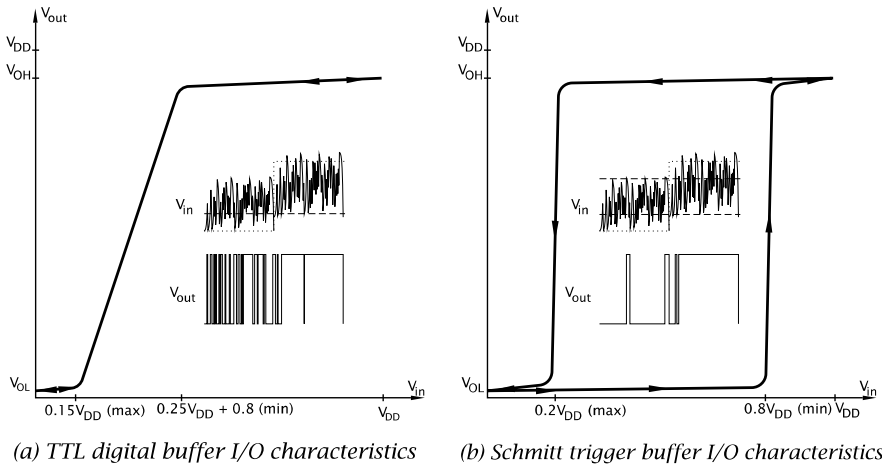 Vout
VDD
VOH
Vin
Vout
VOL
Vin
0.15VDD (max)
0.25VDD + 0.8 (min)
VDD
(a) TTL digital buffer I/O characteristics
Vout
VDD
VOH
Vin
Vout
VOL
Vin
0.2VDD (max)
0.8VDD (min)
VDD
(b) Schmitt trigger buffer I/O characteristics